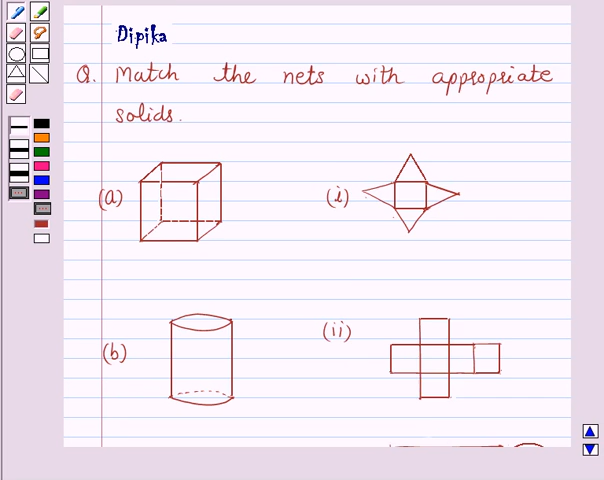 Dipika
Q. Match the nets with appropriate
solids.
(a)
(i)
(b)
(ii)